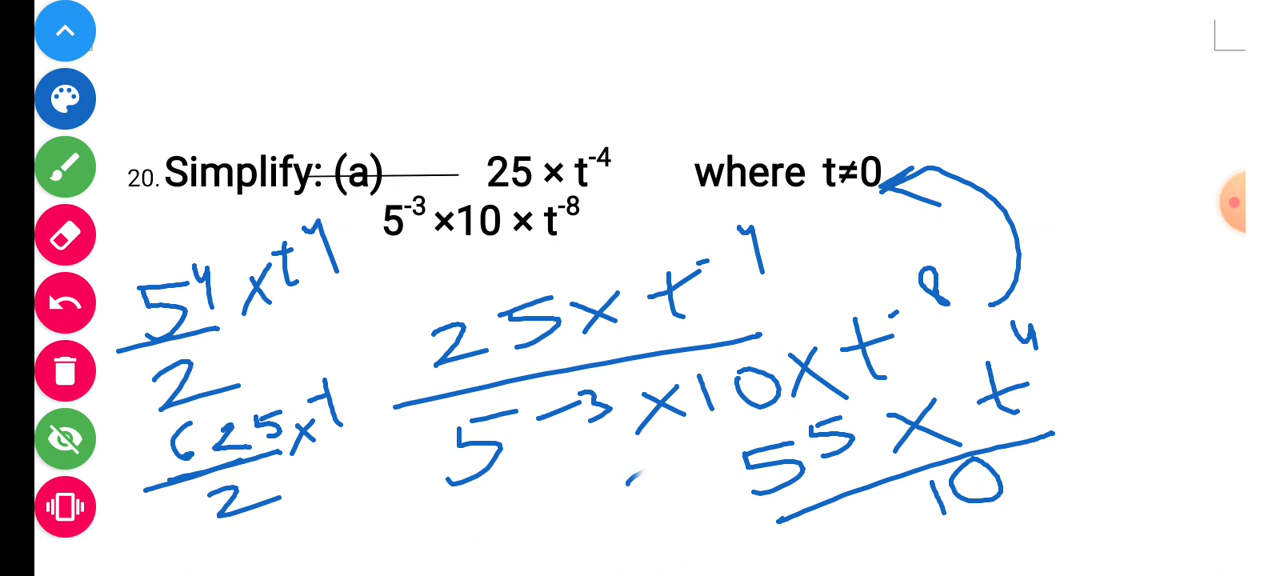 20. Simplify: (a) 25 × t⁻⁴ where t≠0
5⁻³ ×10 × t⁻⁸
5⁴ x t⁴
2
25 x t⁻⁴
5⁻³ x 10 x t⁻⁸
5⁵ x t⁴
10
625 x t
2